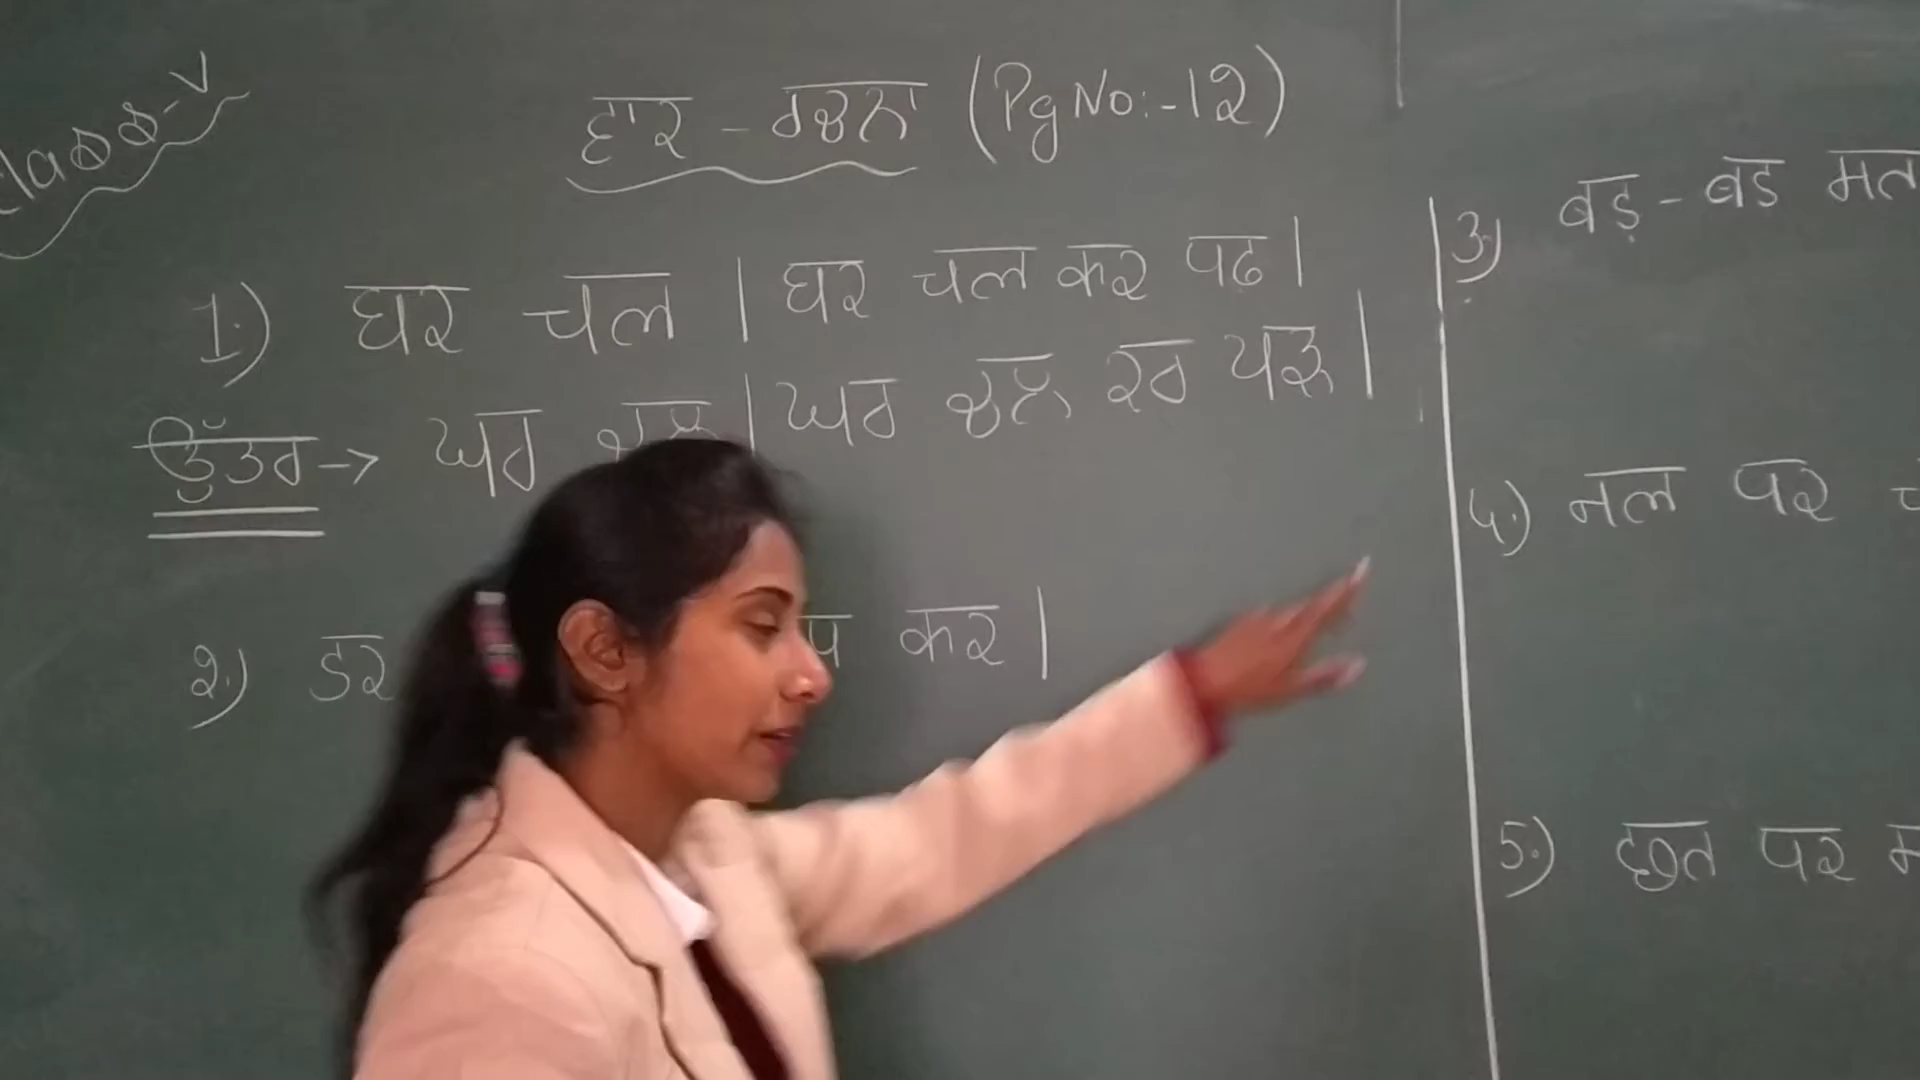 Class-V
ਵਾਰ - ਰਚਨਾ (Pg No:-12)
1.) घर चल | घर चल कर पढ |
ਉੱਤਰ → ਘਰ ਚਲ | ਘਰ ਚਲ ਕਰ ਪੜ੍ਹ |
2.) डर कर |
3.) बड़-बड मत
4.) नल पर
5.) छत पर